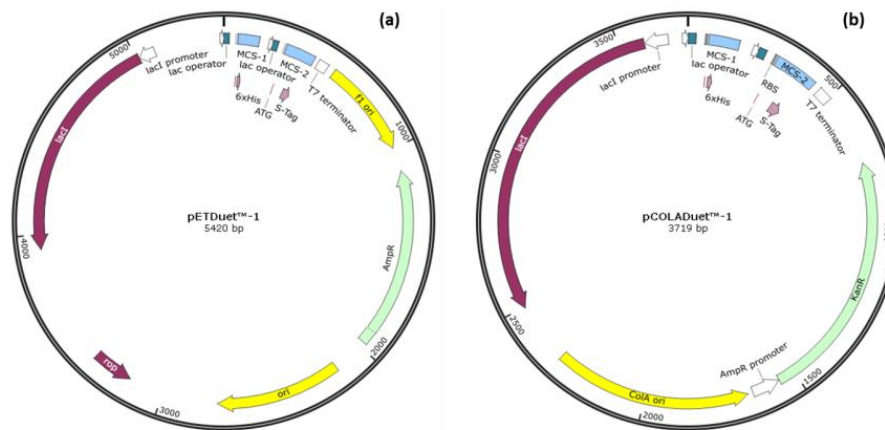 (a)
5000
lacI promoter
lac operator
MCS-1
lac operator
MCS-2
6xHis
ATG
S-Tag
T7 terminator
f1 ori
1000
lacI
pETDuet™-1
5420 bp
4000
AmpR
2000
rop
ori
3000
(b)
3500
lacI promoter
MCS-1
lac operator
MCS-2
500
6xHis
RBS
ATG
S-Tag
T7 terminator
lacI
3000
pCOLADuet™-1
3719 bp
KanR
2500
AmpR promoter
1500
ColA ori
2000